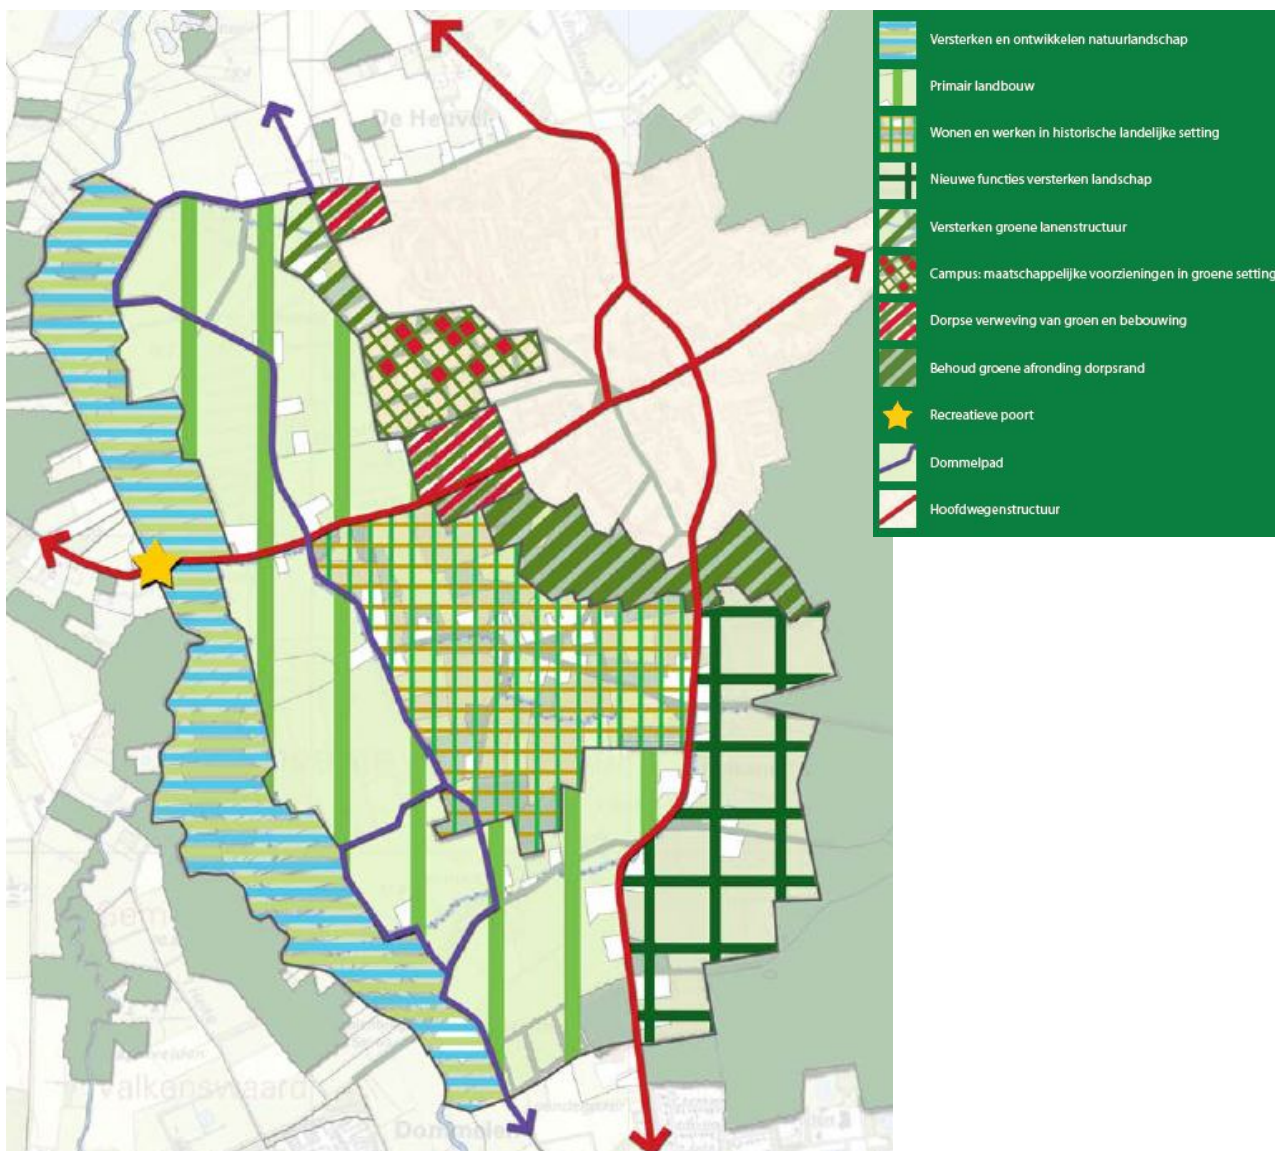 De Heuvel
Valkenswaard
Dommelen
Versterken en ontwikkelen natuurlandschap
Primair landbouw
Wonen en werken in historische landelijke setting
Nieuwe functies versterken landschap
Versterken groene lanenstructuur
Campus: maatschappelijke voorzieningen in groene setting
Dorpse verweving van groen en bebouwing
Behoud groene afronding dorpsrand
Recreatieve poort
Dommelpad
Hoofdwegenstructuur